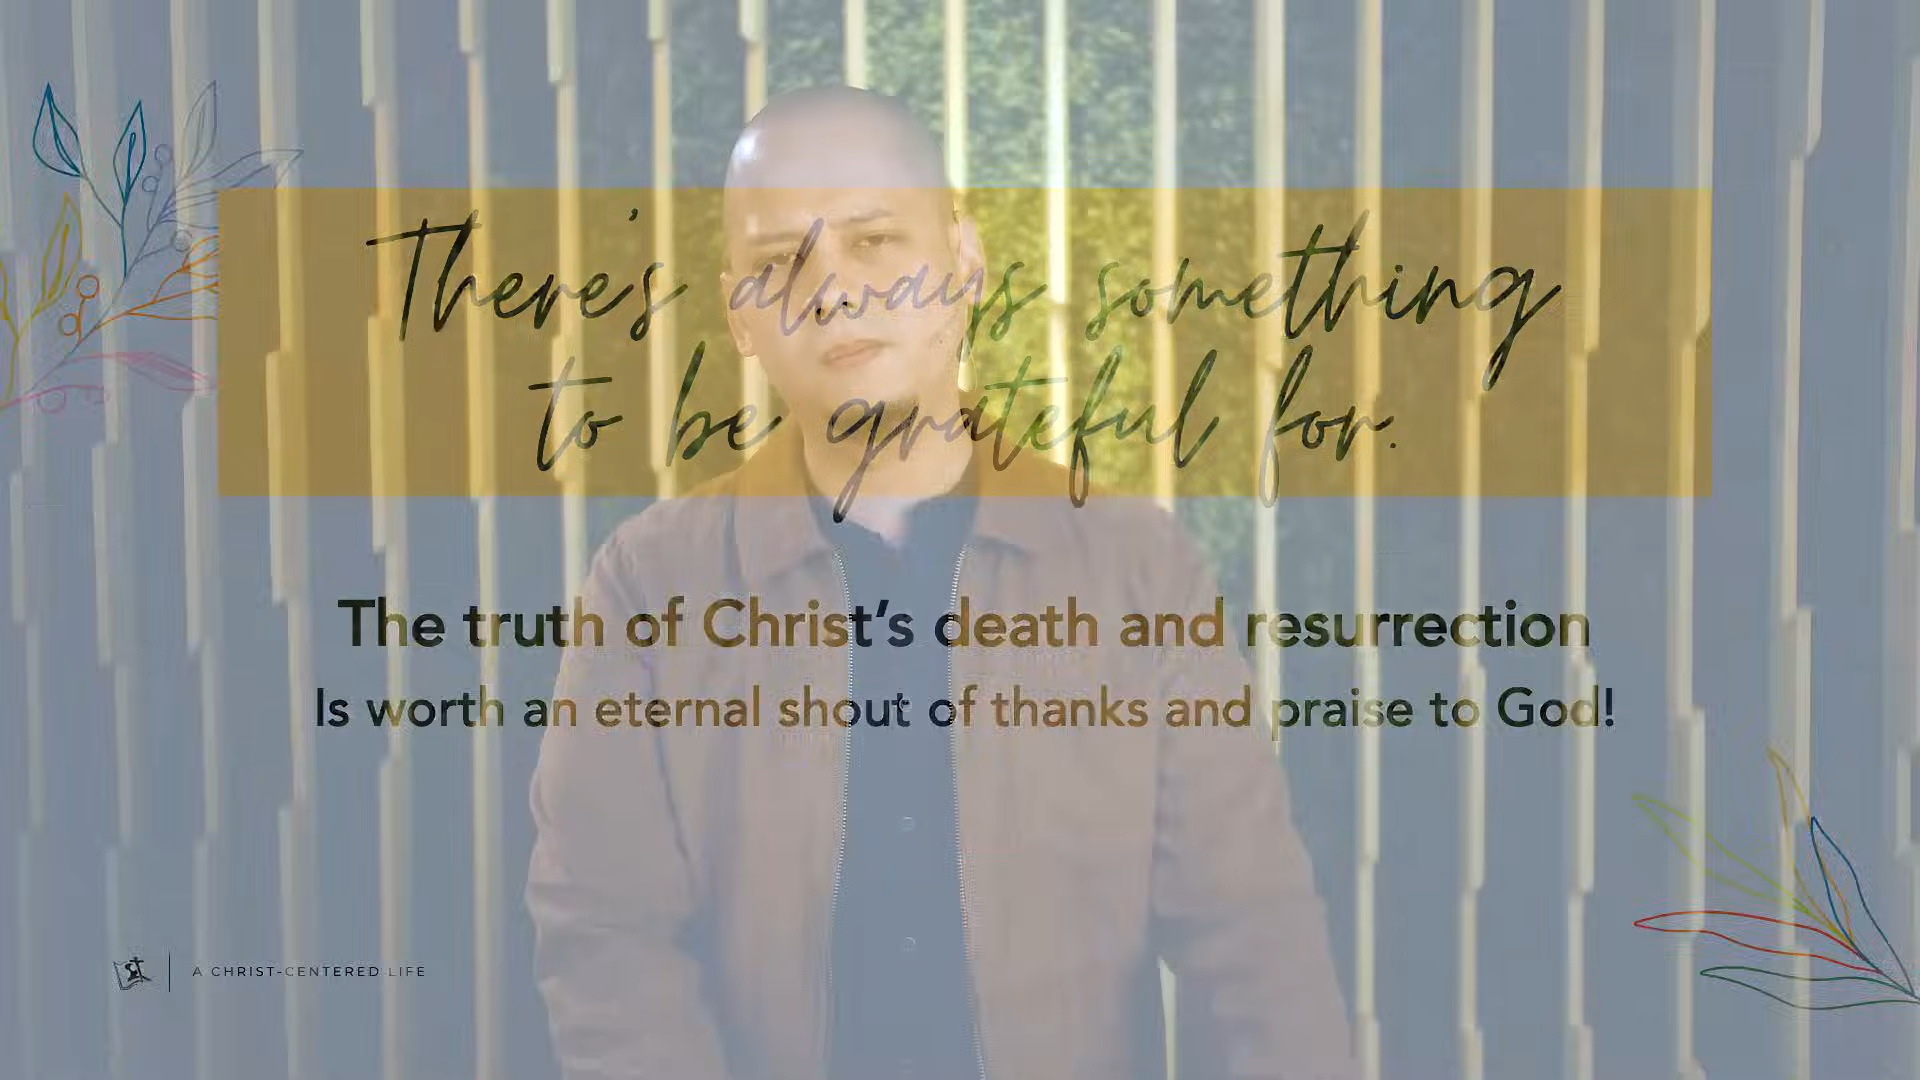 There's always something
to be grateful for.
The truth of Christ's death and resurrection
Is worth an eternal shout of thanks and praise to God!
A CHRIST-CENTERED LIFE